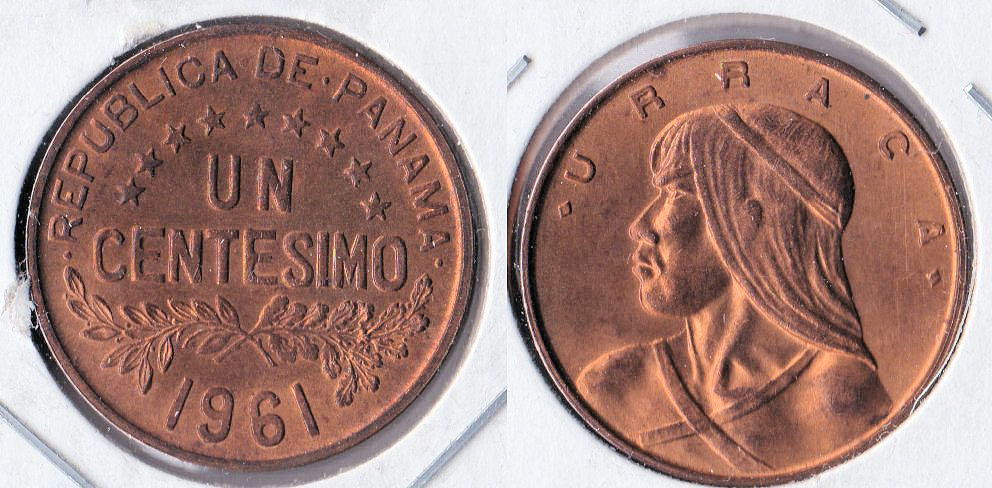 ·REPUBLICA·DE·PANAMA·
UN
CENTESIMO
1961
·URRACA·